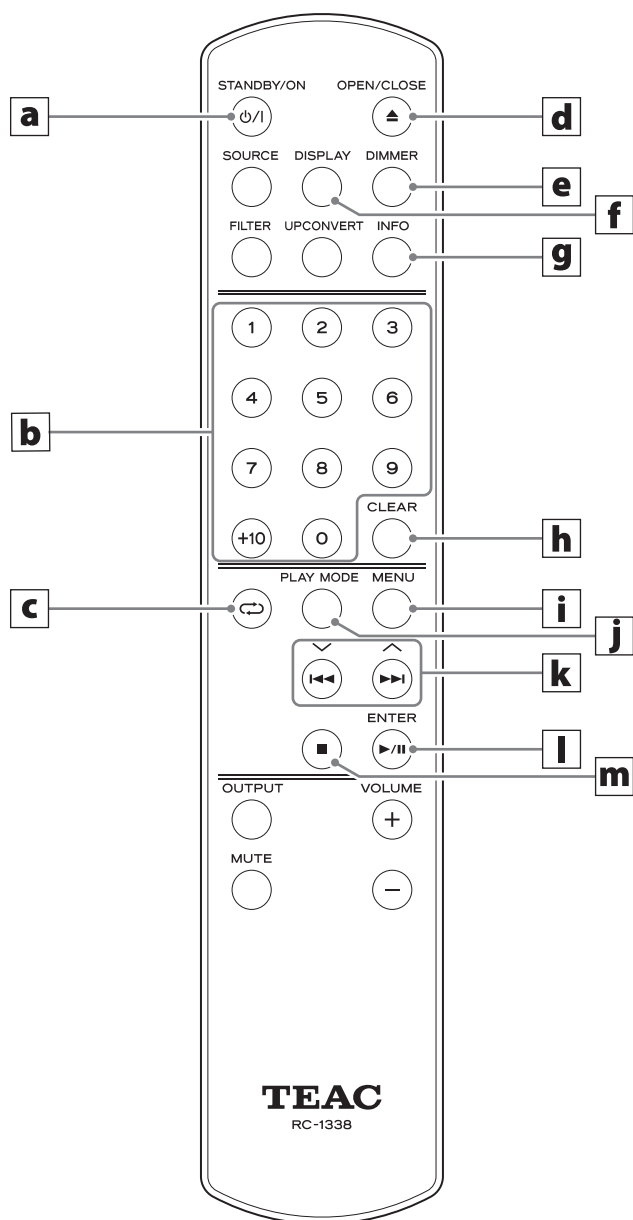 STANDBY/ON OPEN/CLOSE
a d
SOURCE DISPLAY DIMMER
e
f
FILTER UPCONVERT INFO
g
1 2 3
4 5 6
b
7 8 9
CLEAR
+10 0
h
PLAY MODE MENU
c i
j
k
ENTER
l
m
OUTPUT VOLUME
+
MUTE
−
TEAC
RC-1338